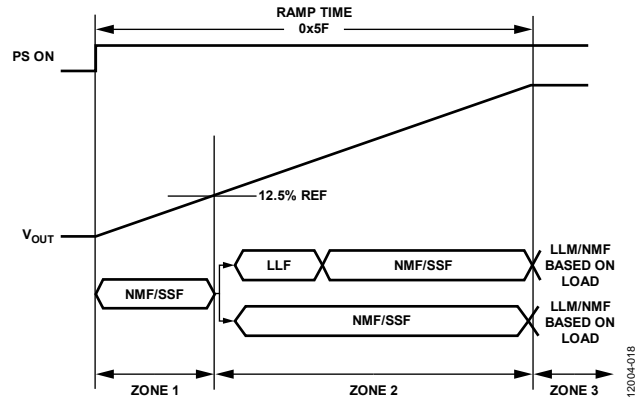 RAMP TIME
0x5F
PS ON
12.5% REF
VOUT
LLF
NMF/SSF
LLM/NMF
BASED ON
LOAD
NMF/SSF
NMF/SSF
LLM/NMF
BASED ON
LOAD
ZONE 1
ZONE 2
ZONE 3
12004-018